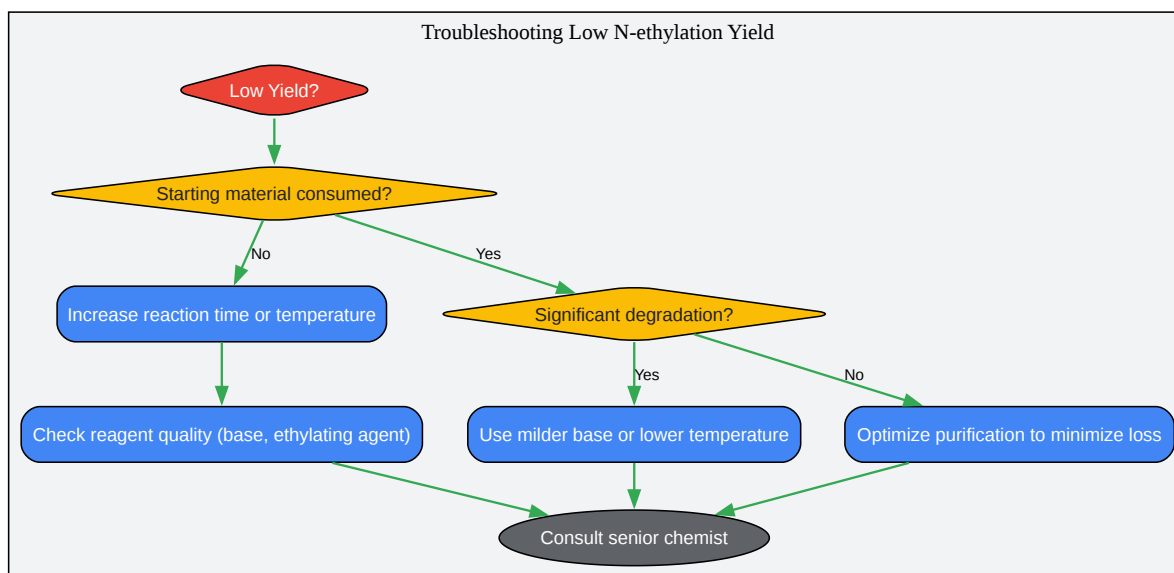 Troubleshooting Low N-ethylation Yield
Low Yield?
Starting material consumed?
No
Yes
Increase reaction time or temperature
Significant degradation?
Yes
No
Check reagent quality (base, ethylating agent)
Use milder base or lower temperature
Optimize purification to minimize loss
Consult senior chemist